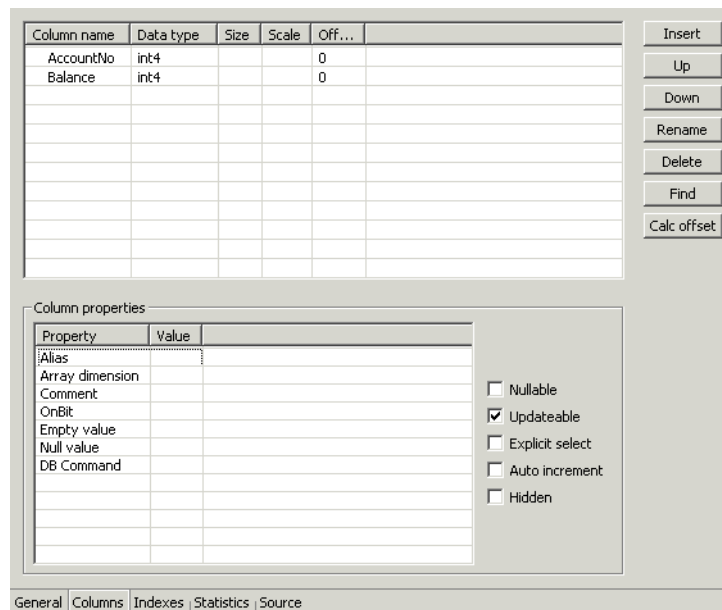 Column name Data type Size Scale Off...
AccountNo int4 0
Balance int4 0
Insert
Up
Down
Rename
Delete
Find
Calc offset
Column properties
Property Value
Alias
Array dimension
Comment
OnBit
Empty value
Null value
DB Command
Nullable
Updateable
Explicit select
Auto increment
Hidden
General Columns Indexes Statistics Source